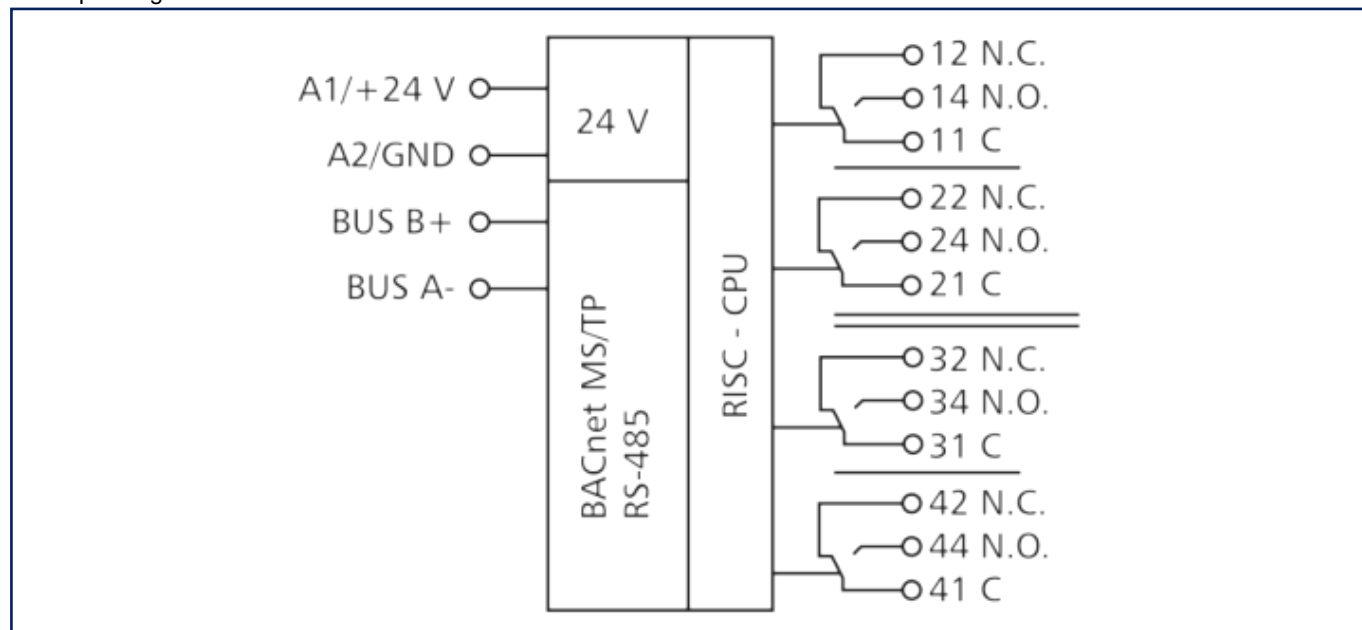 A1/+24 V
A2/GND
BUS B+
BUS A-
24 V
BACnet MS/TP
RS-485
RISC - CPU
12 N.C.
14 N.O.
11 C
22 N.C.
24 N.O.
21 C
32 N.C.
34 N.O.
31 C
42 N.C.
44 N.O.
41 C